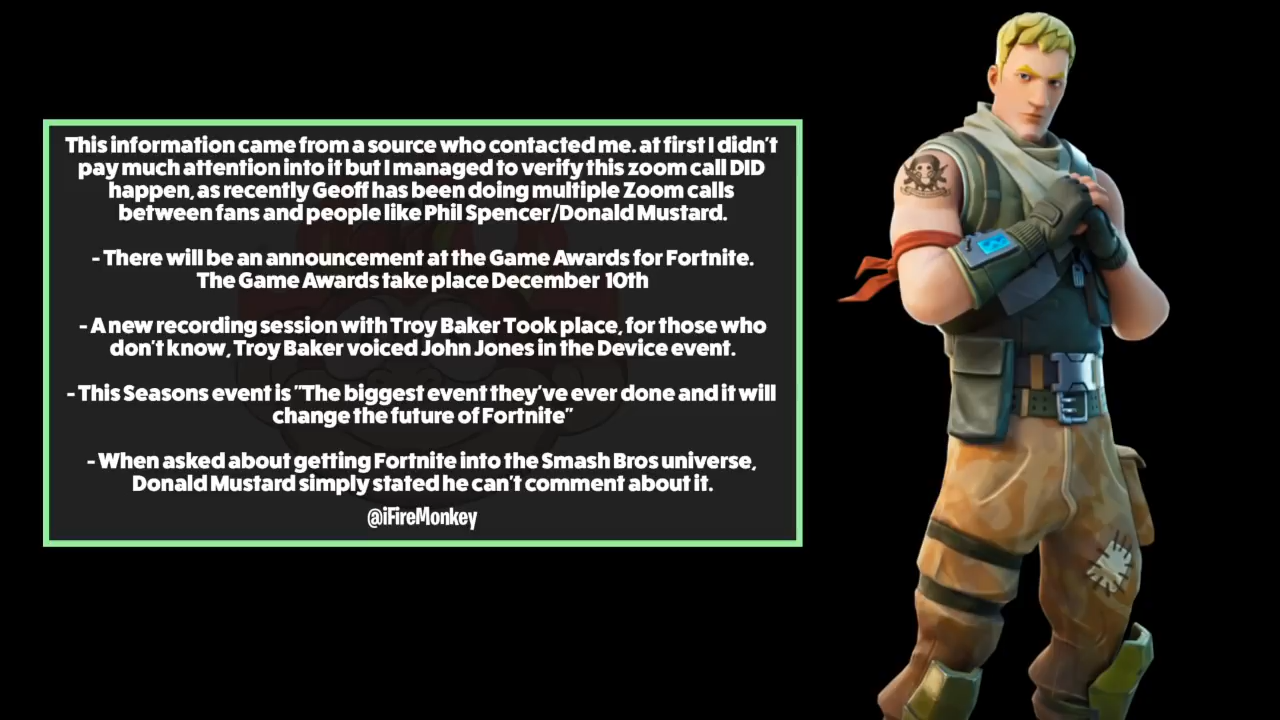 This information came from a source who contacted me. at first I didn't
pay much attention into it but I managed to verify this zoom call DID
happen, as recently Geoff has been doing multiple Zoom calls
between fans and people like Phil Spencer/Donald Mustard.
- There will be an announcement at the Game Awards for Fortnite.
The Game Awards take place December 10th
- A new recording session with Troy Baker Took place, for those who
don't know, Troy Baker voiced John Jones in the Device event.
- This Seasons event is "The biggest event they've ever done and it will
change the future of Fortnite"
- When asked about getting Fortnite into the Smash Bros universe,
Donald Mustard simply stated he can't comment about it.
@iFireMonkey